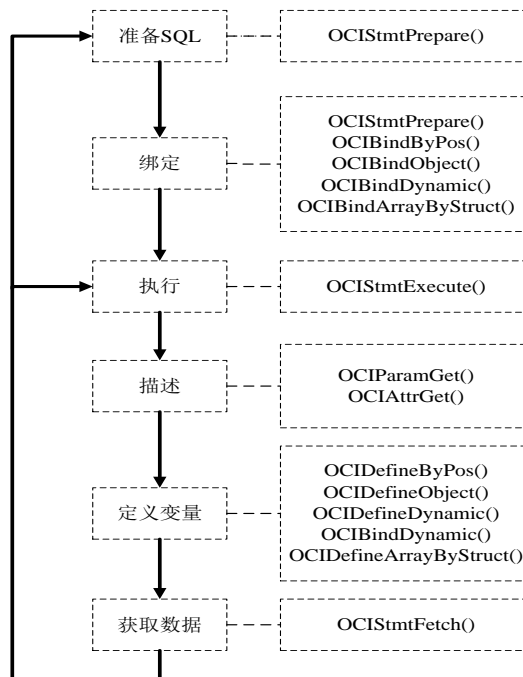 准备SQL
OCIStmtPrepare()
绑定
OCIStmtPrepare()
OCIBindByPos()
OCIBindObject()
OCIBindDynamic()
OCIBindArrayByStruct()
执行
OCIStmtExecute()
描述
OCIParamGet()
OCIAttrGet()
定义变量
OCIDefineByPos()
OCIDefineObject()
OCIDefineDynamic()
OCIBindDynamic()
OCIDefineArrayByStruct()
获取数据
OCIStmtFetch()